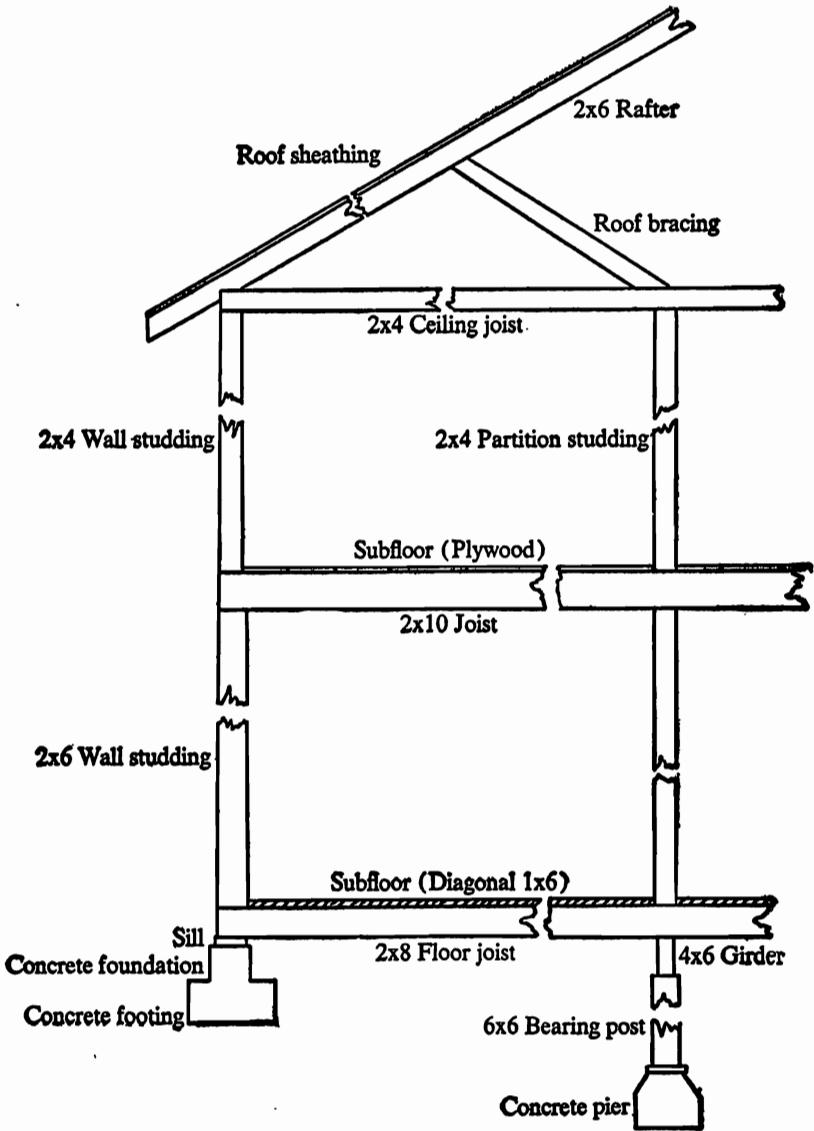 2x6 Rafter
Roof sheathing
Roof bracing
2x4 Ceiling joist
2x4 Wall studding
2x4 Partition studding
Subfloor (Plywood)
2x10 Joist
2x6 Wall studding
Subfloor (Diagonal 1x6)
Sill
2x8 Floor joist
4x6 Girder
Concrete foundation
Concrete footing
6x6 Bearing post
Concrete pier